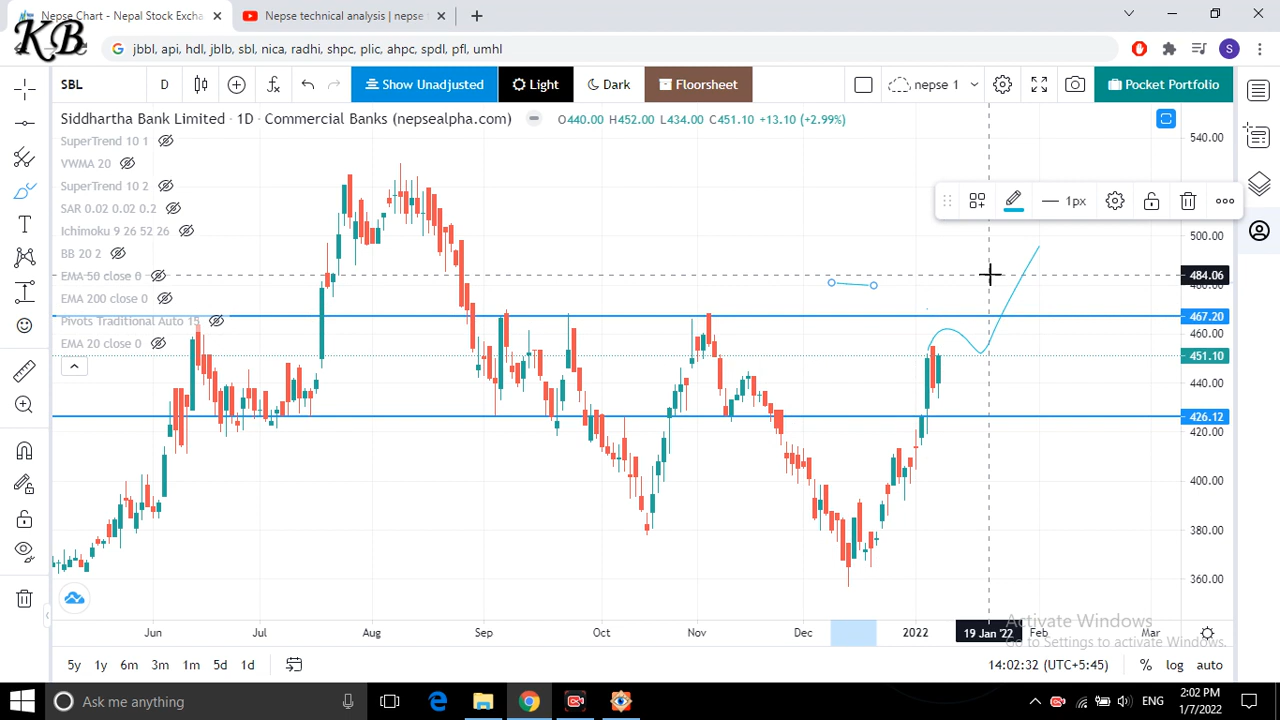 Nepse Chart - Nepal Stock Excha
Nepse technical analysis | nepse
KB
jbbl, api, hdl, jblb, sbl, nica, radhi, shpc, plic, ahpc, spdl, pfl, umhl
S
SBL
D
Show Unadjusted
Light
Dark
Floorsheet
nepse 1
Pocket Portfolio
Siddhartha Bank Limited · 1D · Commercial Banks (nepsealpha.com)
O440.00 H452.00 L434.00 C451.10 +13.10 (+2.99%)
SuperTrend 10 1
VWMA 20
SuperTrend 10 2
SAR 0.02 0.02 0.2
Ichimoku 9 26 52 26
BB 20 2
EMA 50 close 0
EMA 200 close 0
Pivots Traditional Auto 15
EMA 20 close 0
1px
540.00
500.00
484.06
480.00
467.20
460.00
451.10
440.00
426.12
420.00
400.00
380.00
360.00
Jun
Jul
Aug
Sep
Oct
Nov
Dec
2022
19 Jan '22
Feb
Mar
Activate Windows
Go to Settings to activate Windows.
5y
1y
6m
3m
1m
5d
1d
14:02:32 (UTC+5:45)
%
log
auto
Ask me anything
ENG
2:02 PM
1/7/2022